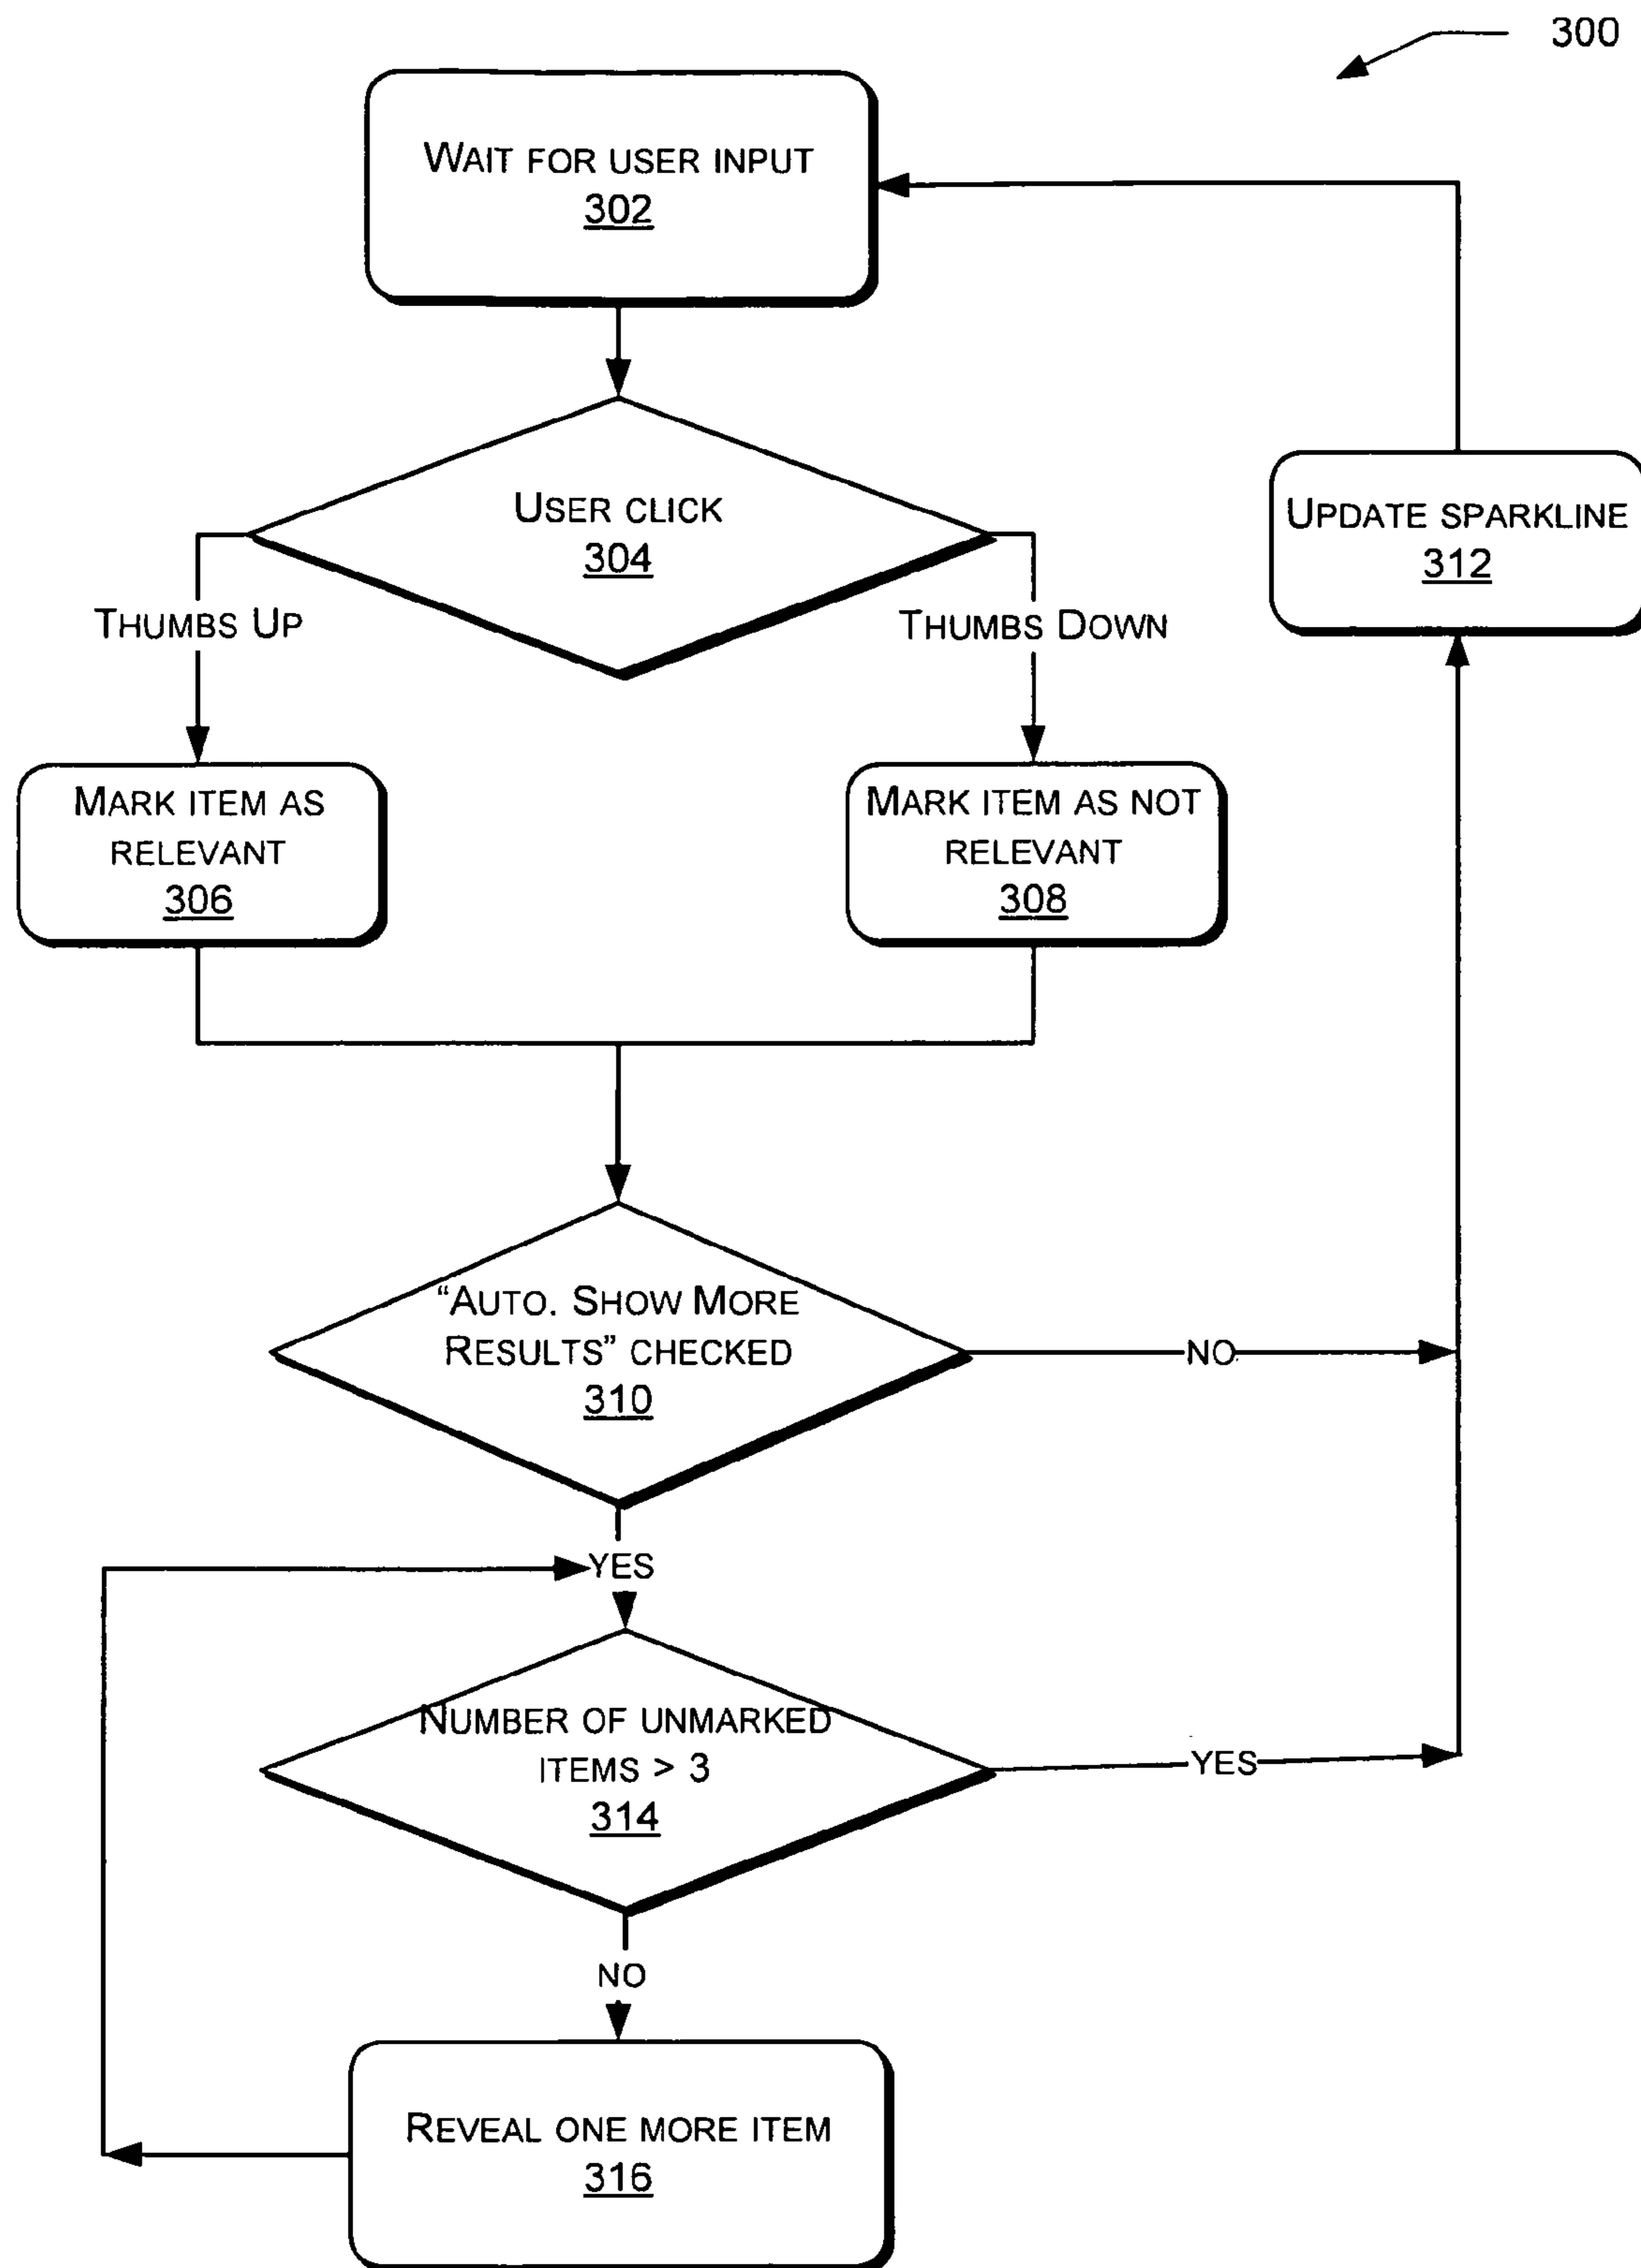 300
WAIT FOR USER INPUT
302
USER CLICK
304
UPDATE SPARKLINE
312
THUMBS UP
THUMBS DOWN
MARK ITEM AS
RELEVANT
306
MARK ITEM AS NOT
RELEVANT
308
“AUTO. SHOW MORE
RESULTS” CHECKED
310
NO
YES
NUMBER OF UNMARKED
ITEMS > 3
314
YES
NO
REVEAL ONE MORE ITEM
316